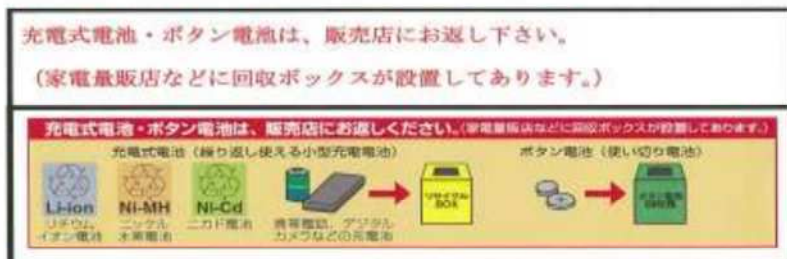 充電式電池・ボタン電池は、販売店にお返し下さい。
（家電量販店などに回収ボックスが設置してあります。）
充電式電池・ボタン電池は、販売店にお返しください。(家電量販店などに回収ボックスが設置してあります。)
充電式電池（繰り返し使える小型充電電池）
ボタン電池（使い切り電池）
Li-ion
Ni-MH
Ni-Cd
リサイクル
BOX
ボタン電池
回収缶
リチウム
イオン電池
ニッケル
水素電池
ニカド電池
携帯電話、デジタル
カメラなどの充電池